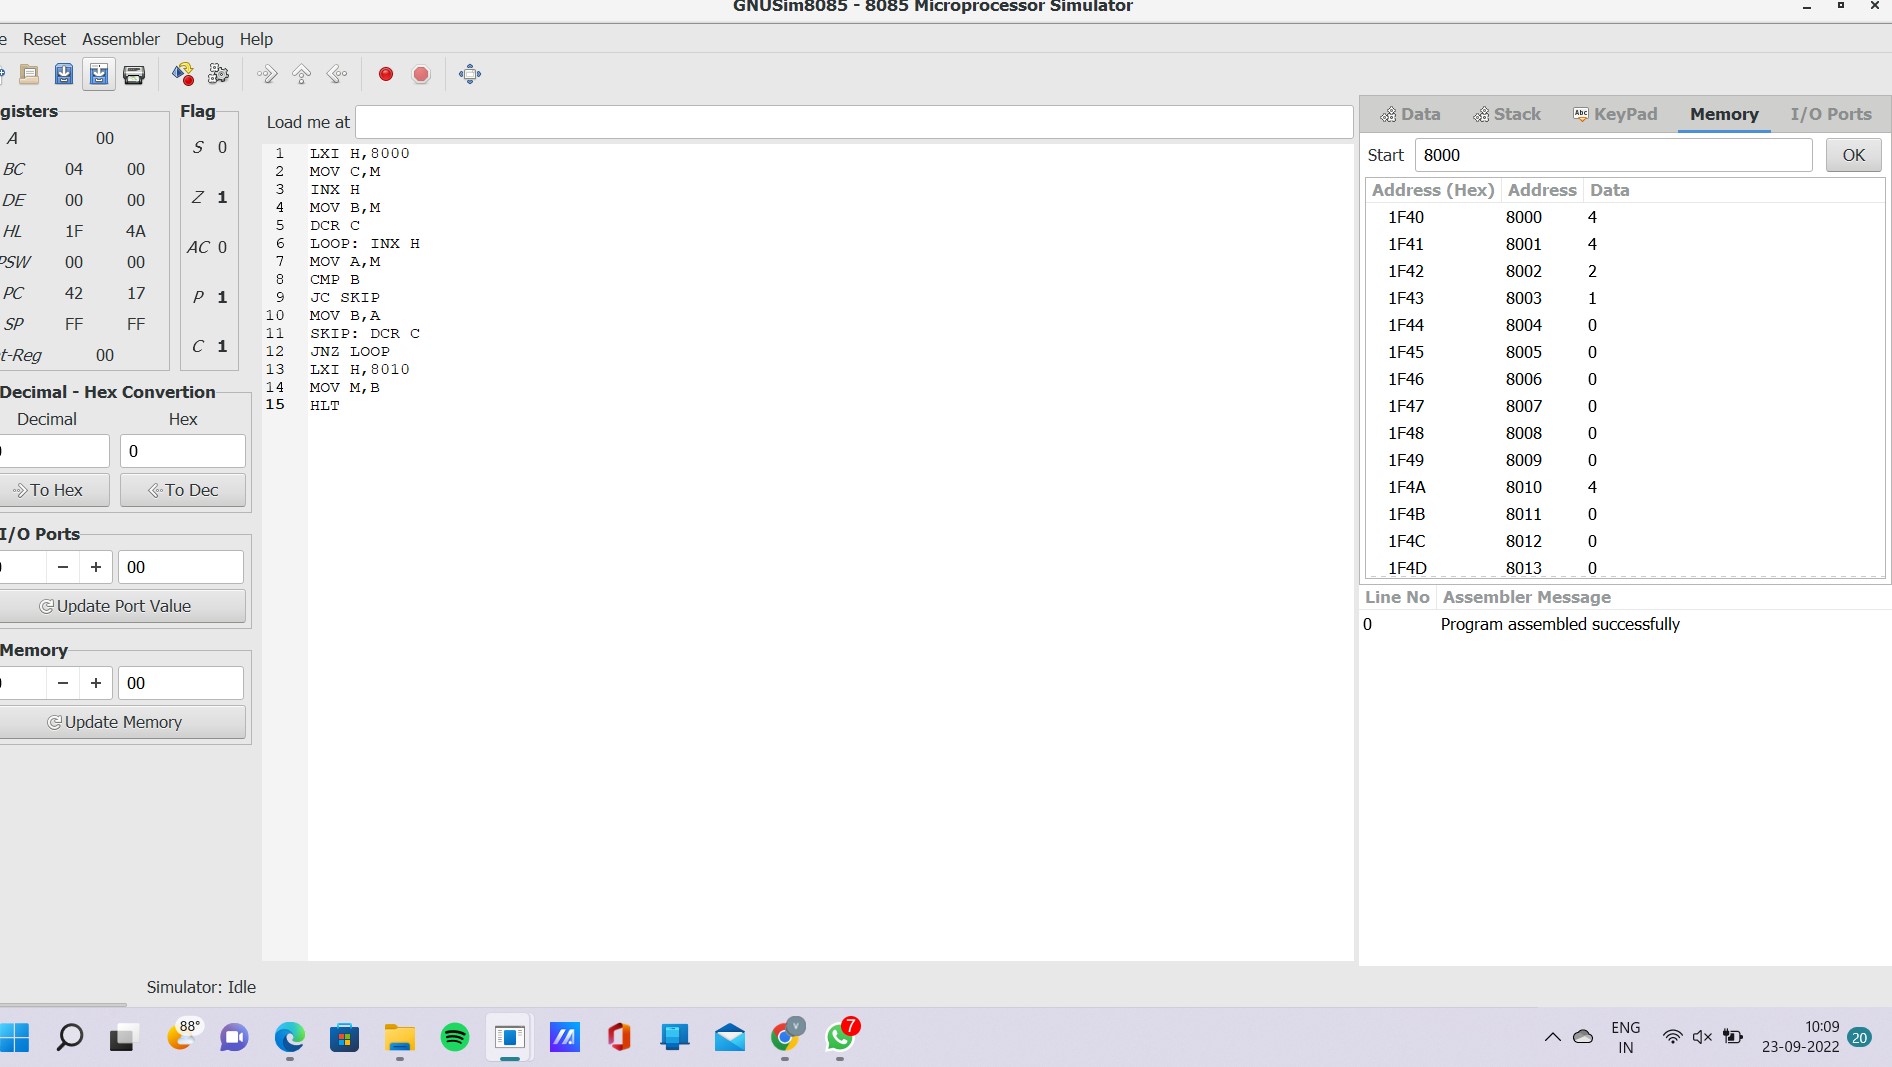 GNUSim8085 - 8085 Microprocessor Simulator
e Reset Assembler Debug Help
gisters
A 00
BC 04 00
DE 00 00
HL 1F 4A
PSW 00 00
PC 42 17
SP FF FF
t-Reg 00
Flag
S 0
Z 1
AC 0
P 1
C 1
Decimal - Hex Convertion
Decimal Hex
0
To Hex To Dec
I/O Ports
− + 00
Update Port Value
Memory
− + 00
Update Memory
Load me at
1 LXI H,8000
2 MOV C,M
3 INX H
4 MOV B,M
5 DCR C
6 LOOP: INX H
7 MOV A,M
8 CMP B
9 JC SKIP
10 MOV B,A
11 SKIP: DCR C
12 JNZ LOOP
13 LXI H,8010
14 MOV M,B
15 HLT
Data Stack Abc KeyPad Memory I/O Ports
Start 8000 OK
Address (Hex) Address Data
1F40 8000 4
1F41 8001 4
1F42 8002 2
1F43 8003 1
1F44 8004 0
1F45 8005 0
1F46 8006 0
1F47 8007 0
1F48 8008 0
1F49 8009 0
1F4A 8010 4
1F4B 8011 0
1F4C 8012 0
1F4D 8013 0
Line No Assembler Message
0 Program assembled successfully
Simulator: Idle
88°
V
7
ENG
IN
10:09
23-09-2022
20